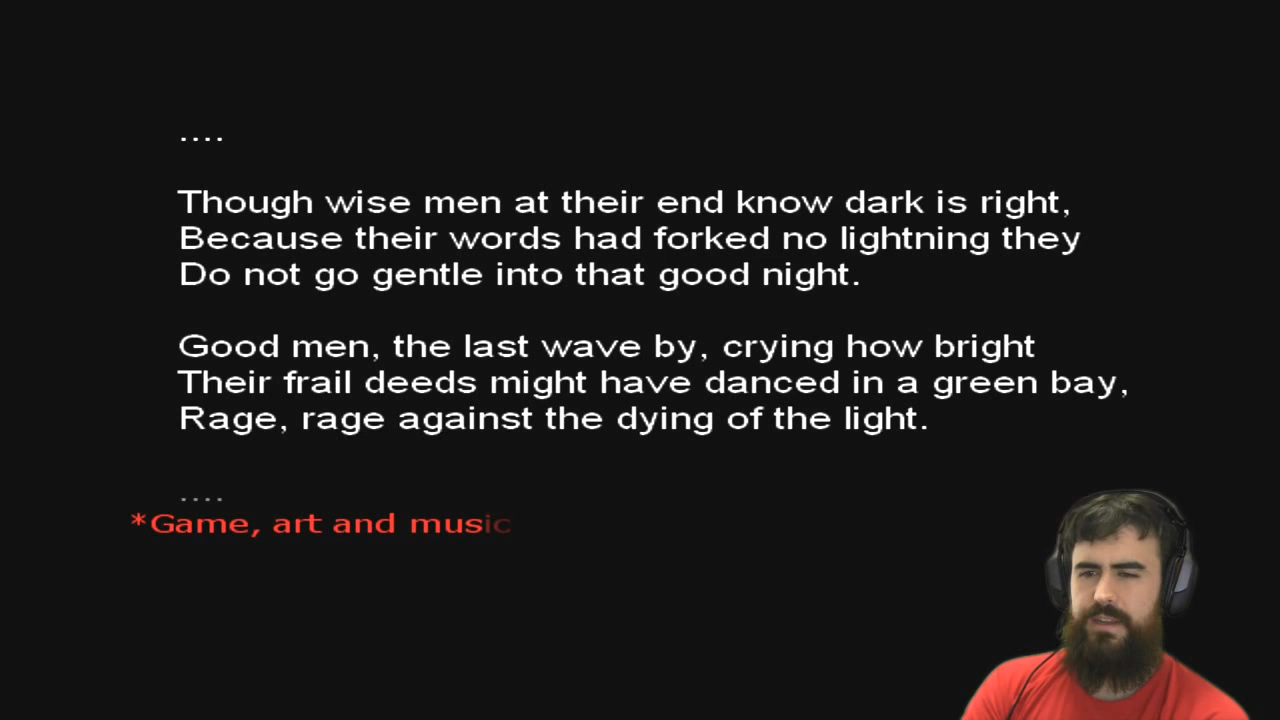 ....
Though wise men at their end know dark is right,
Because their words had forked no lightning they
Do not go gentle into that good night.
Good men, the last wave by, crying how bright
Their frail deeds might have danced in a green bay,
Rage, rage against the dying of the light.
....
*Game, art and music